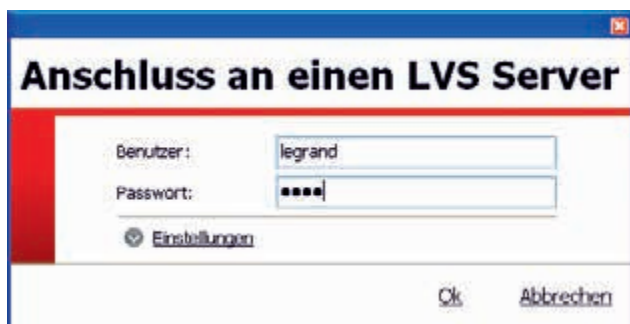 Anschluss an einen LVS Server
Benutzer: legrand
Passwort: ••••
Einstellungen
Ok Abbrechen